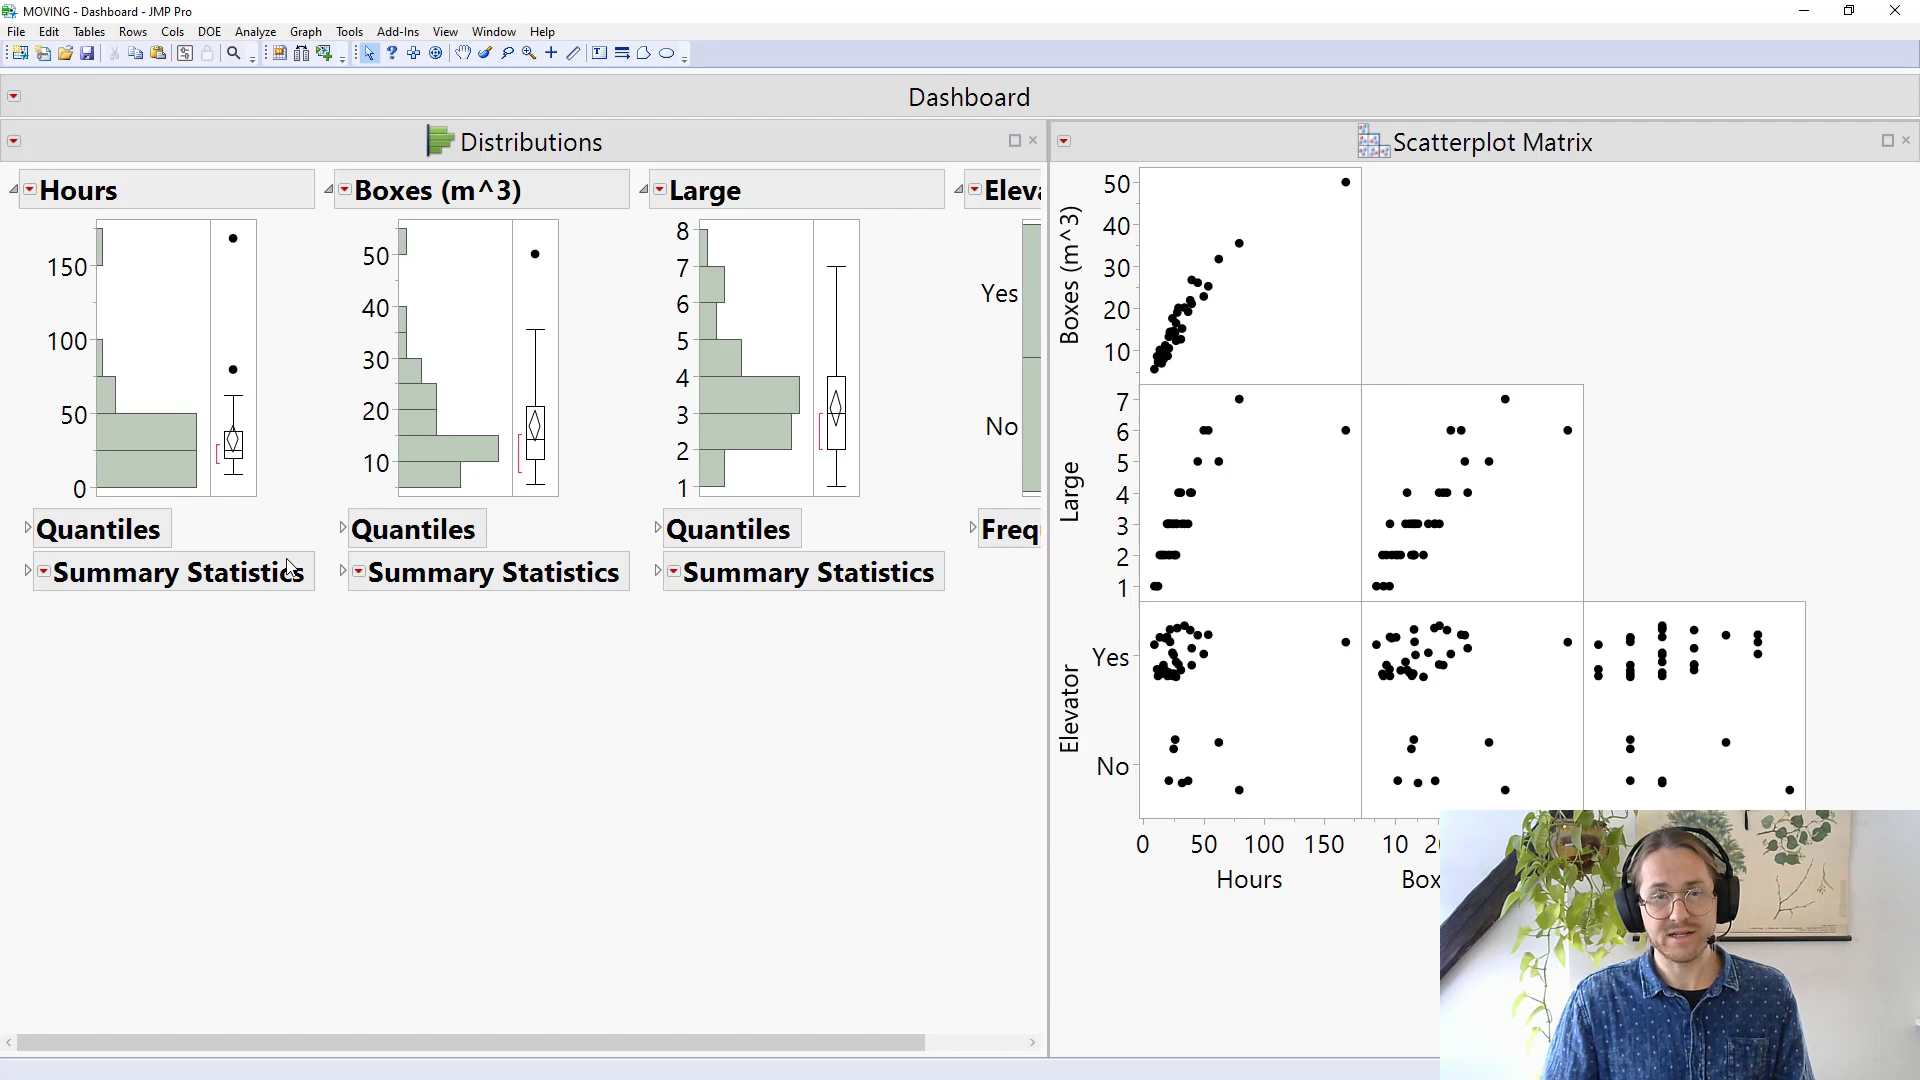 MOVING - Dashboard - JMP Pro
File Edit Tables Rows Cols DOE Analyze Graph Tools Add-Ins View Window Help
Dashboard
Distributions
Hours
150
100
50
0
Quantiles
Summary Statistics
Boxes (m^3)
50
40
30
20
10
Quantiles
Summary Statistics
Large
8
7
6
5
4
3
2
1
Quantiles
Summary Statistics
Elev
Yes
No
Freq
Scatterplot Matrix
Boxes (m^3)
50
40
30
20
10
Large
7
6
5
4
3
2
1
Elevator
Yes
No
0 50 100 150
Hours
10 2
Box